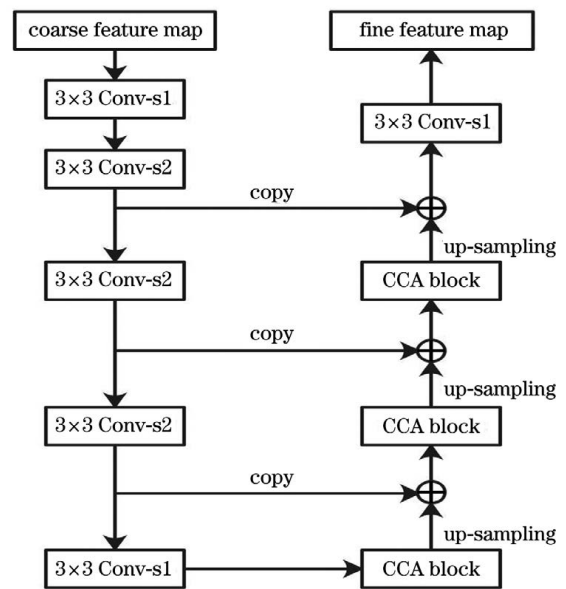 coarse feature map
fine feature map
3×3 Conv-s1
3×3 Conv-s1
3×3 Conv-s2
copy
up-sampling
3×3 Conv-s2
CCA block
copy
up-sampling
3×3 Conv-s2
CCA block
copy
up-sampling
3×3 Conv-s1
CCA block